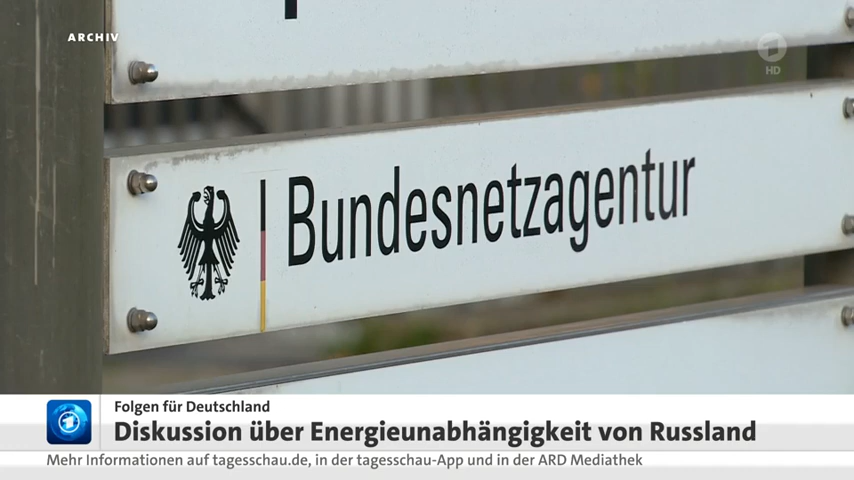 ARCHIV
HD
Bundesnetzagentur
Folgen für Deutschland
Diskussion über Energieunabhängigkeit von Russland
Mehr Informationen auf tagesschau.de, in der tagesschau-App und in der ARD Mediathek